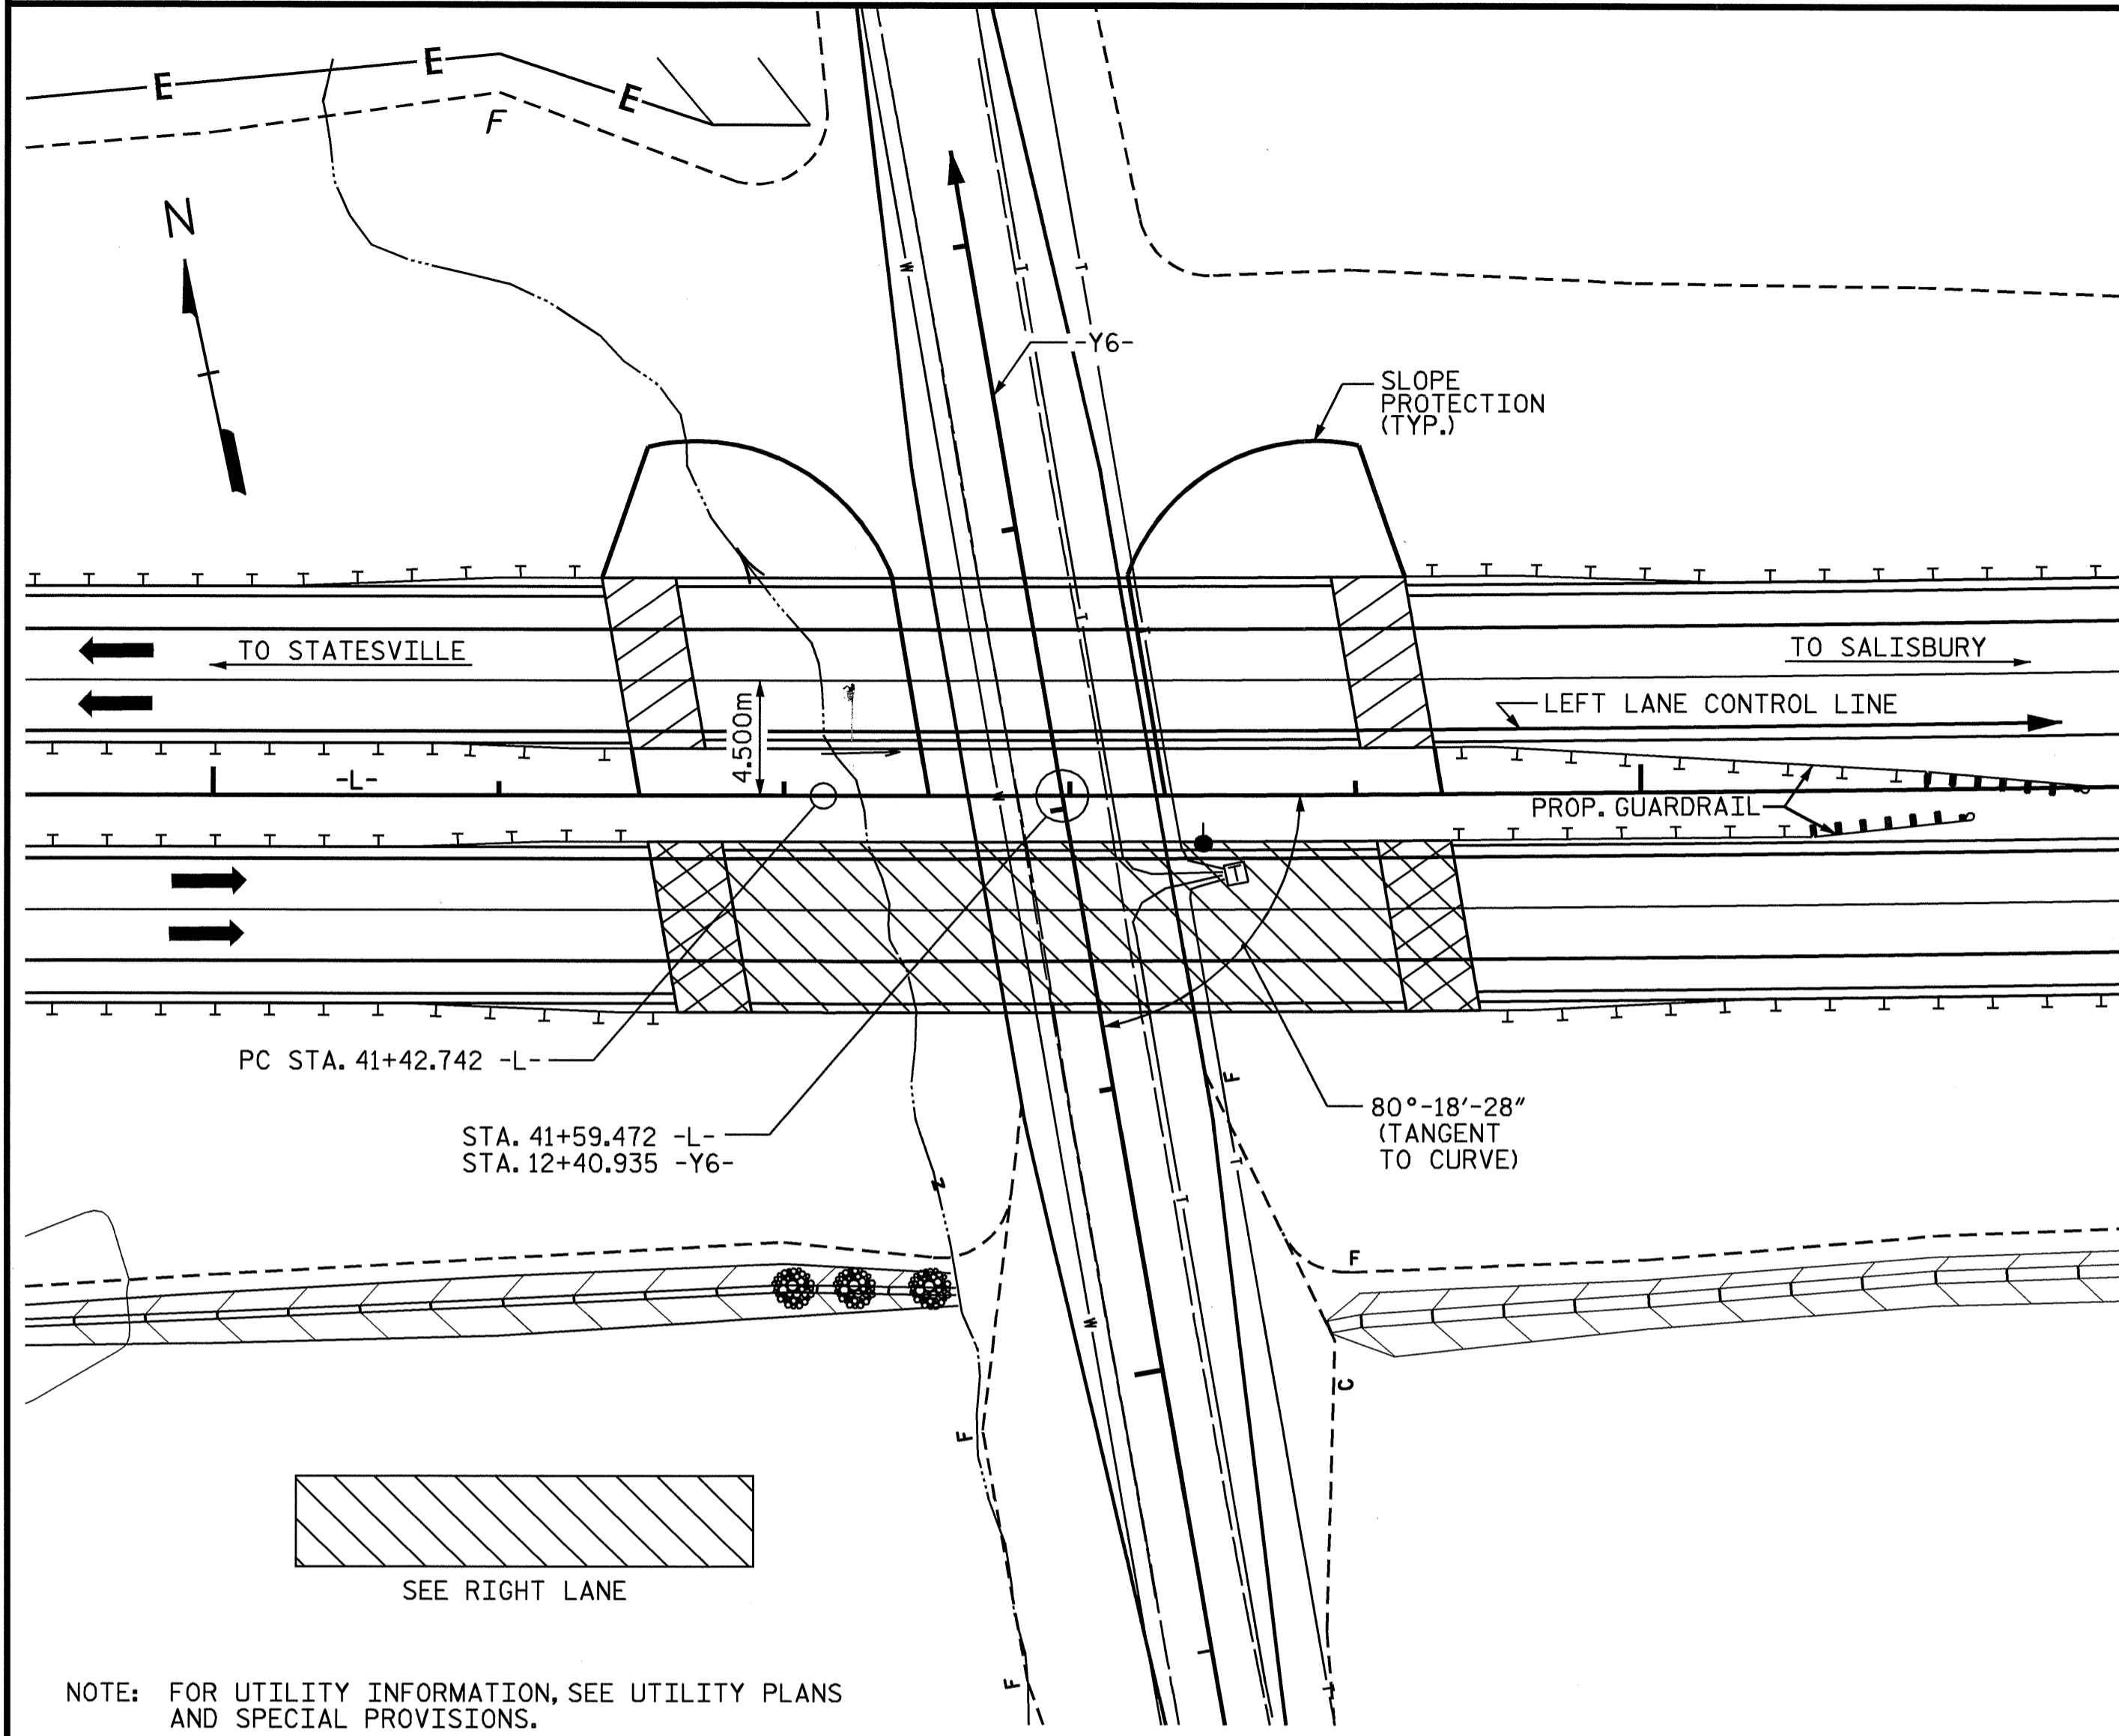 E
E
E
F
N
W
T
T
-Y6-
SLOPE
PROTECTION
(TYP.)
T
TO STATESVILLE
TO SALISBURY
LEFT LANE CONTROL LINE
4.500m
-L-
PROP. GUARDRAIL
T
PC STA. 41+42.742 -L-
80°-18'-28"
(TANGENT
TO CURVE)
STA. 41+59.472 -L-
STA. 12+40.935 -Y6-
F
T
T
F
W
C
F
SEE RIGHT LANE
F
NOTE: FOR UTILITY INFORMATION, SEE UTILITY PLANS
AND SPECIAL PROVISIONS.